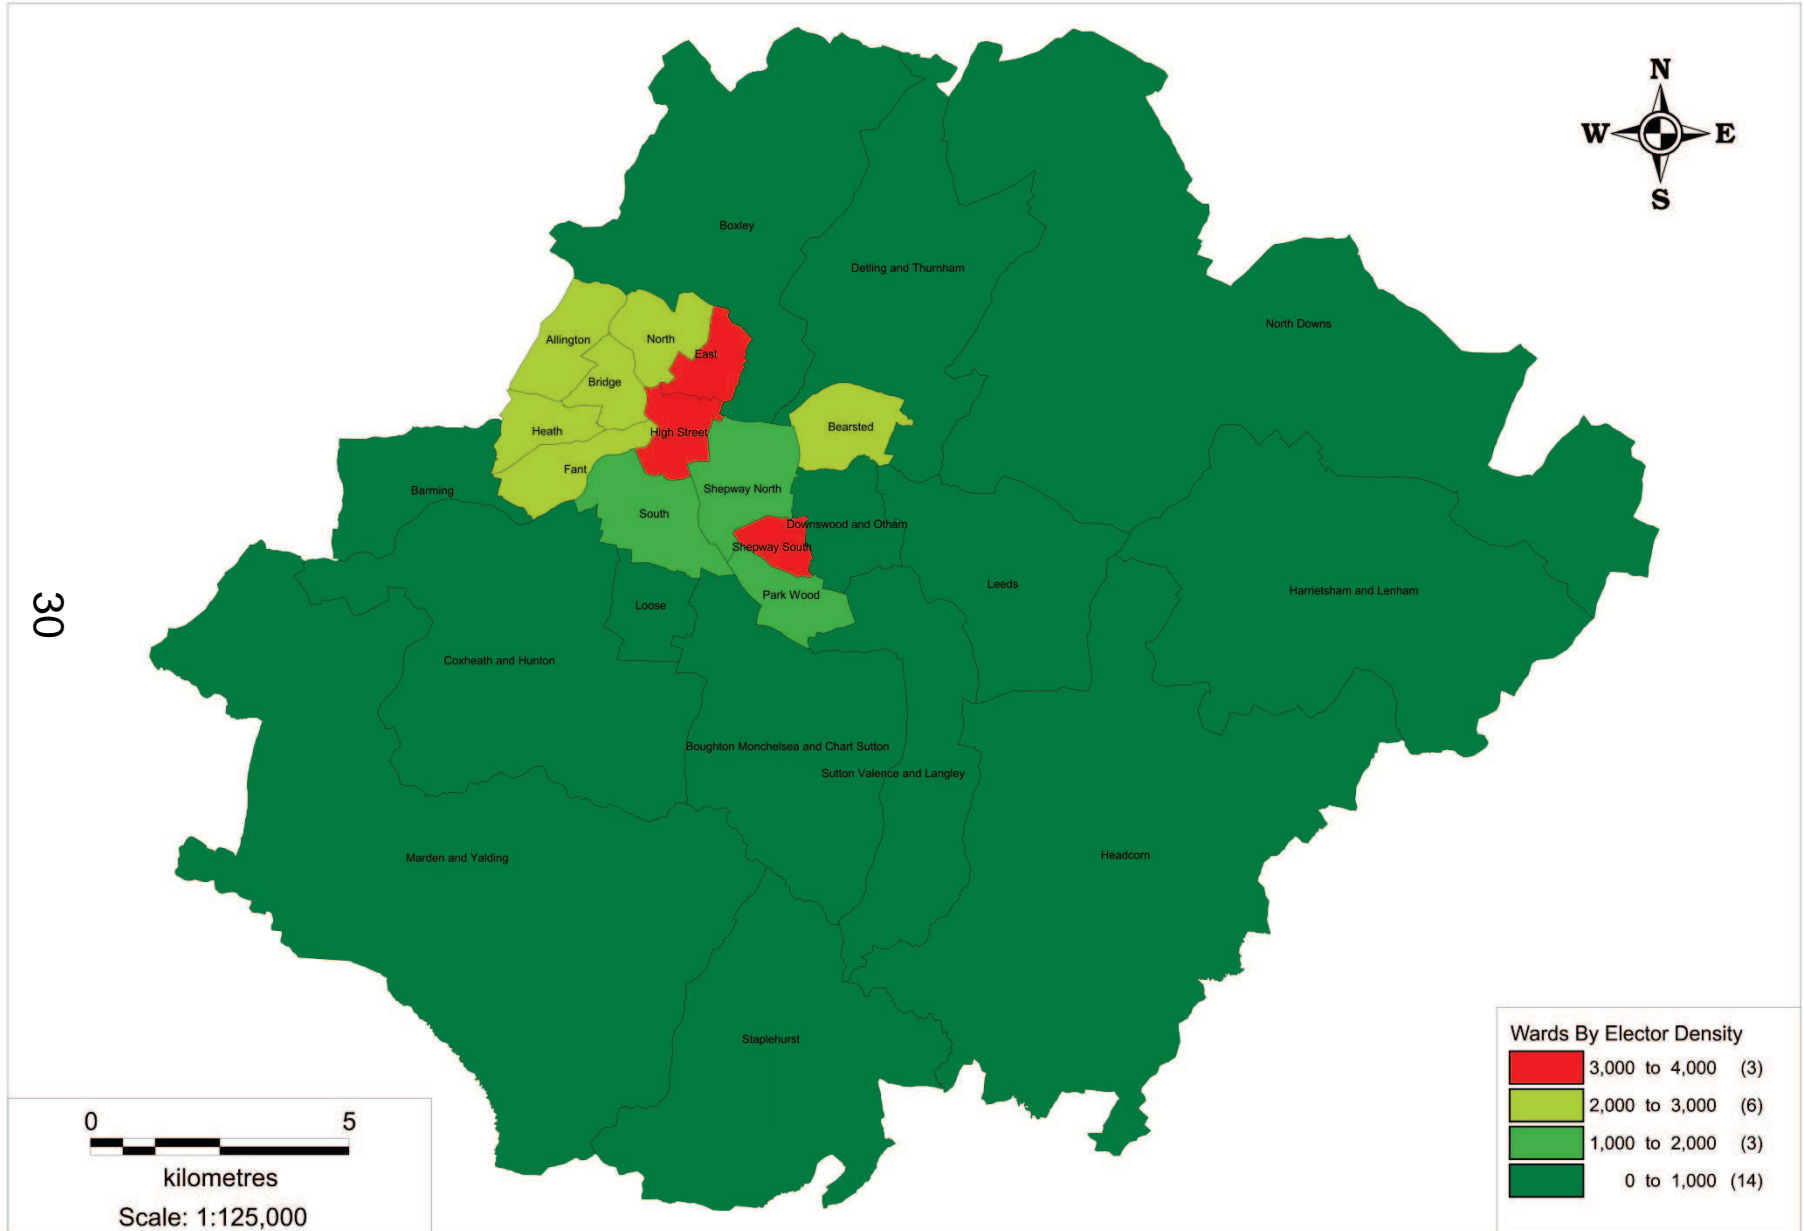 N
W E
S
Boxley
Detling and Thurnham
North Downs
Allington
North
East
Bridge
Bearsted
Heath
High Street
Fant
Barming
Shepway North
South
Downswood and Otham
Shepway South
Leeds
Harrietsham and Lenham
Park Wood
Loose
30
Coxheath and Hunton
Boughton Monchelsea and Chart Sutton
Sutton Valence and Langley
Marden and Yalding
Headcorn
Staplehurst
Wards By Elector Density
3,000 to 4,000 (3)
2,000 to 3,000 (6)
1,000 to 2,000 (3)
0 to 1,000 (14)
0 5
kilometres
Scale: 1:125,000